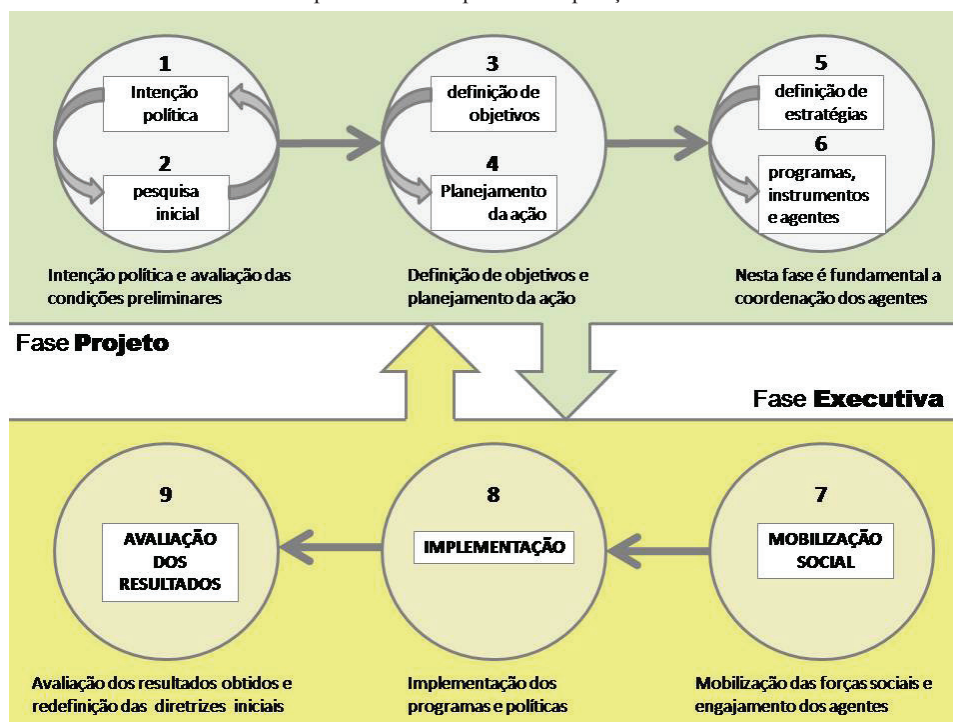 1
Intenção
política
2
pesquisa
inicial
3
definição de
objetivos
4
Planejamento
da ação
5
definição de
estratégias
6
programas,
instrumentos
e agentes
Intenção política e avaliação das
condições preliminares
Definição de objetivos e
planejamento da ação
Nesta fase é fundamental a
coordenação dos agentes
Fase Projeto
Fase Executiva
9
AVALIAÇÃO
DOS
RESULTADOS
8
IMPLEMENTAÇÃO
7
MOBILIZAÇÃO
SOCIAL
Avaliação dos resultados obtidos e
redefinição das diretrizes iniciais
Implementação dos
programas e políticas
Mobilização das forças sociais e
engajamento dos agentes